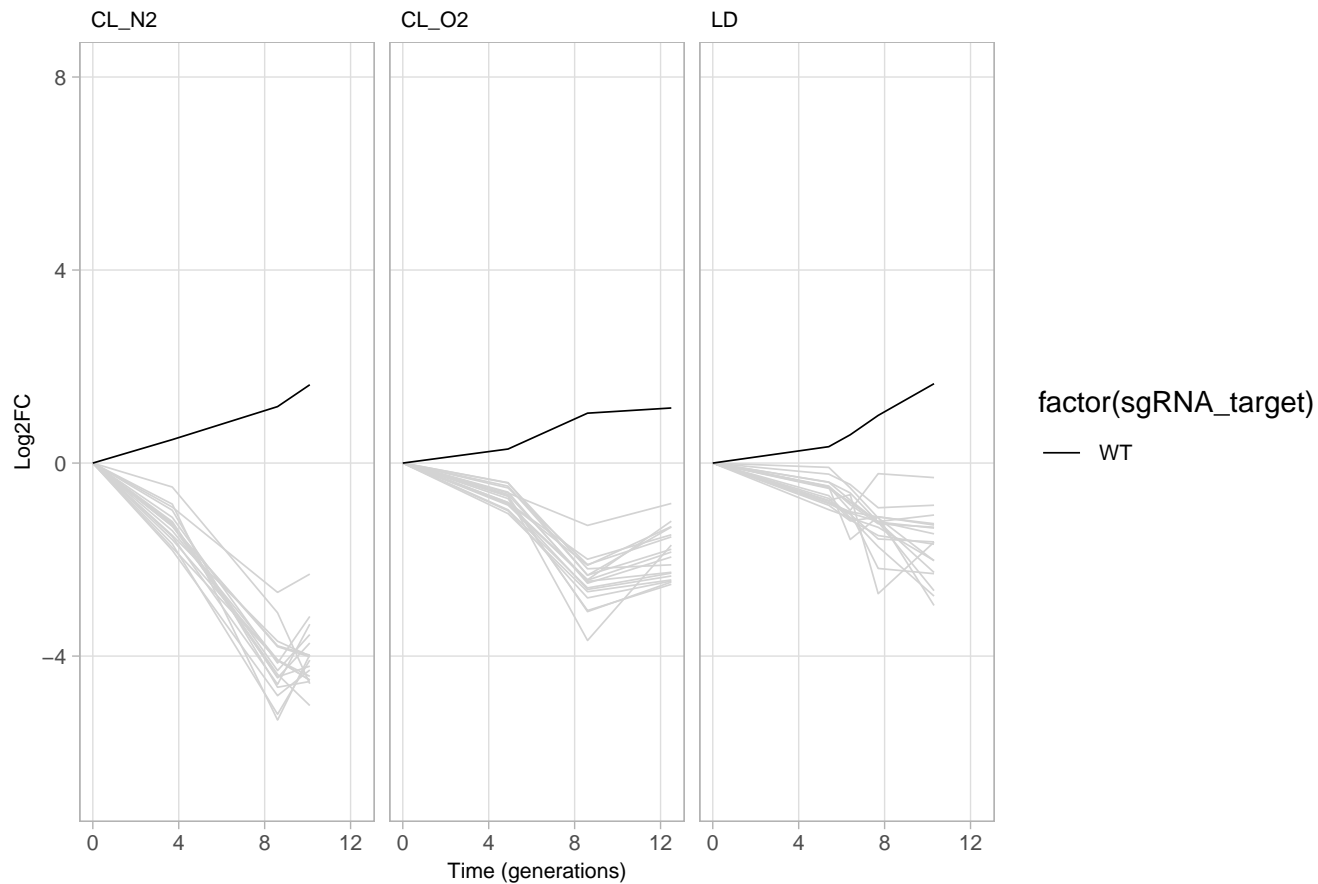 CL_N2 CL_O2 LD
8
4
0
−4
Log2FC
0 4 8 12 0 4 8 12 0 4 8 12
Time (generations)
factor(sgRNA_target)
WT